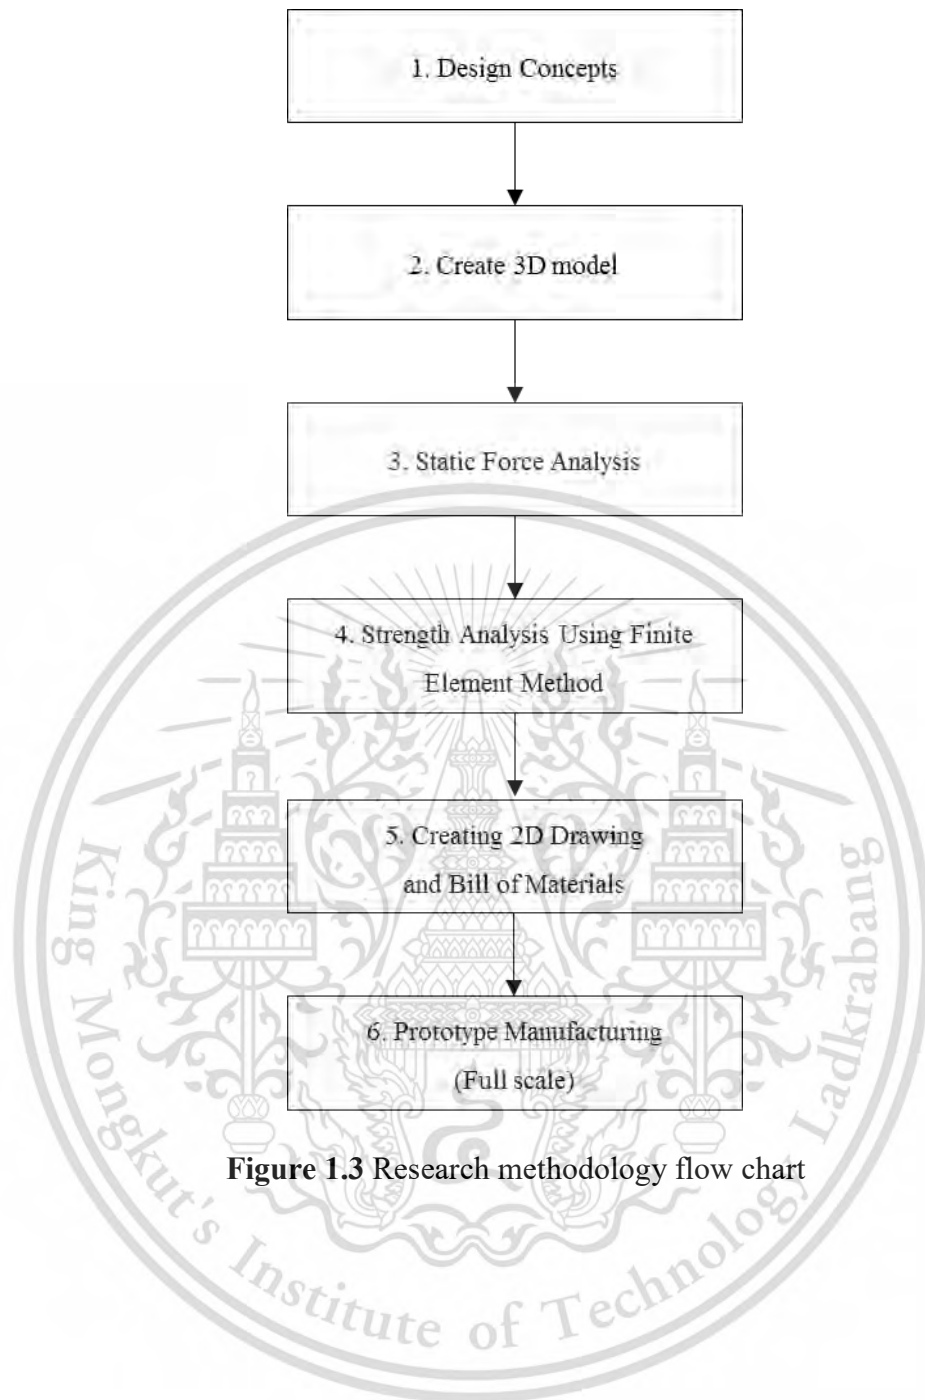 1. Design Concepts
2. Create 3D model
3. Static Force Analysis
4. Strength Analysis Using Finite
Element Method
5. Creating 2D Drawing
and Bill of Materials
6. Prototype Manufacturing
(Full scale)
Figure 1.3 Research methodology flow chart
King Mongkut's Institute of Technology Ladkrabang